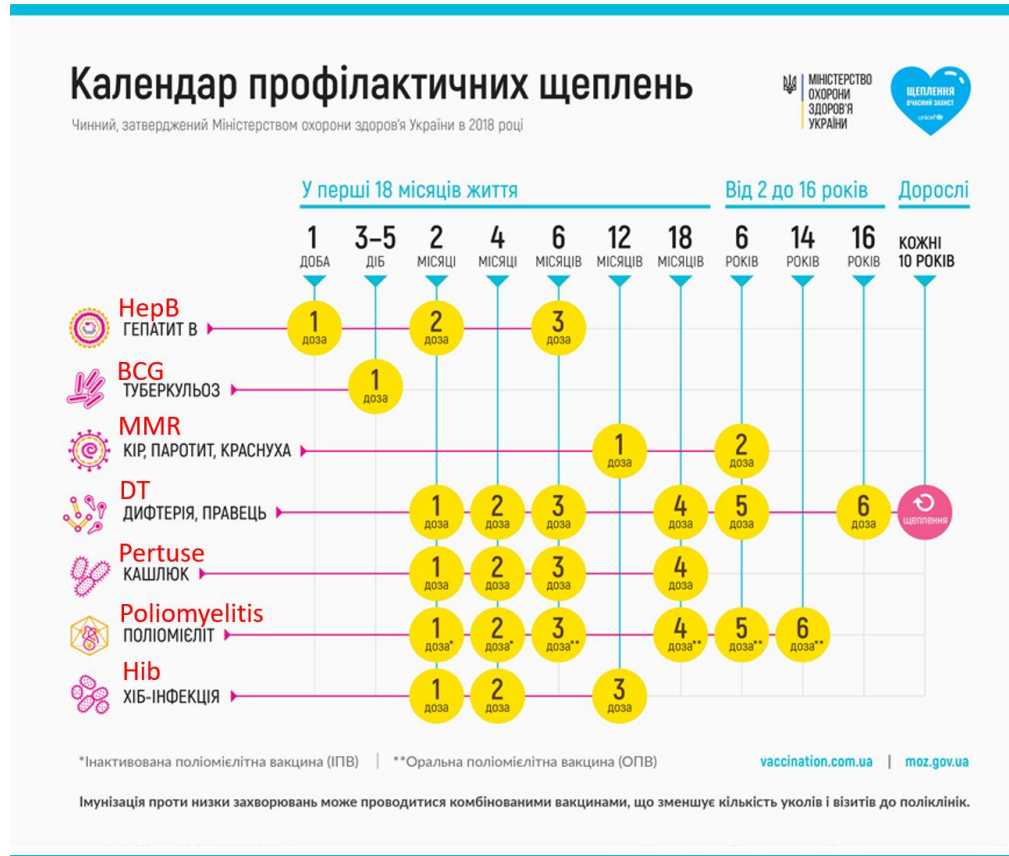 Календар профілактичних щеплень
Чинний, затверджений Міністерством охорони здоров'я України в 2018 році
МІНІСТЕРСТВО
ОХОРОНИ
ЗДОРОВ'Я
УКРАЇНИ
ЩЕПЛЕННЯ
ВЧАСНИЙ ЗАХИСТ
unicef
У перші 18 місяців життя
Від 2 до 16 років
Дорослі
1 3–5 2 4 6 12 18 6 14 16 КОЖНІ
ДОБА ДІБ МІСЯЦІ МІСЯЦІ МІСЯЦІВ МІСЯЦІВ МІСЯЦІВ РОКІВ РОКІВ РОКІВ 10 РОКІВ
HepB
ГЕПАТИТ В
1 доза 2 доза 3 доза
BCG
ТУБЕРКУЛЬОЗ
1 доза
MMR
КІР, ПАРОТИТ, КРАСНУХА
1 доза 2 доза
DT
ДИФТЕРІЯ, ПРАВЕЦЬ
1 доза 2 доза 3 доза 4 доза 5 доза 6 доза щеплення
Pertuse
КАШЛЮК
1 доза 2 доза 3 доза 4 доза
Poliomyelitis
ПОЛІОМІЄЛІТ
1 доза* 2 доза* 3 доза** 4 доза** 5 доза** 6 доза**
Hib
ХІБ-ІНФЕКЦІЯ
1 доза 2 доза 3 доза
*Інактивована поліомієлітна вакцина (ІПВ) | **Оральна поліомієлітна вакцина (ОПВ)
vaccination.com.ua | moz.gov.ua
Імунізація проти низки захворювань може проводитися комбінованими вакцинами, що зменшує кількість уколів і візитів до поліклінік.